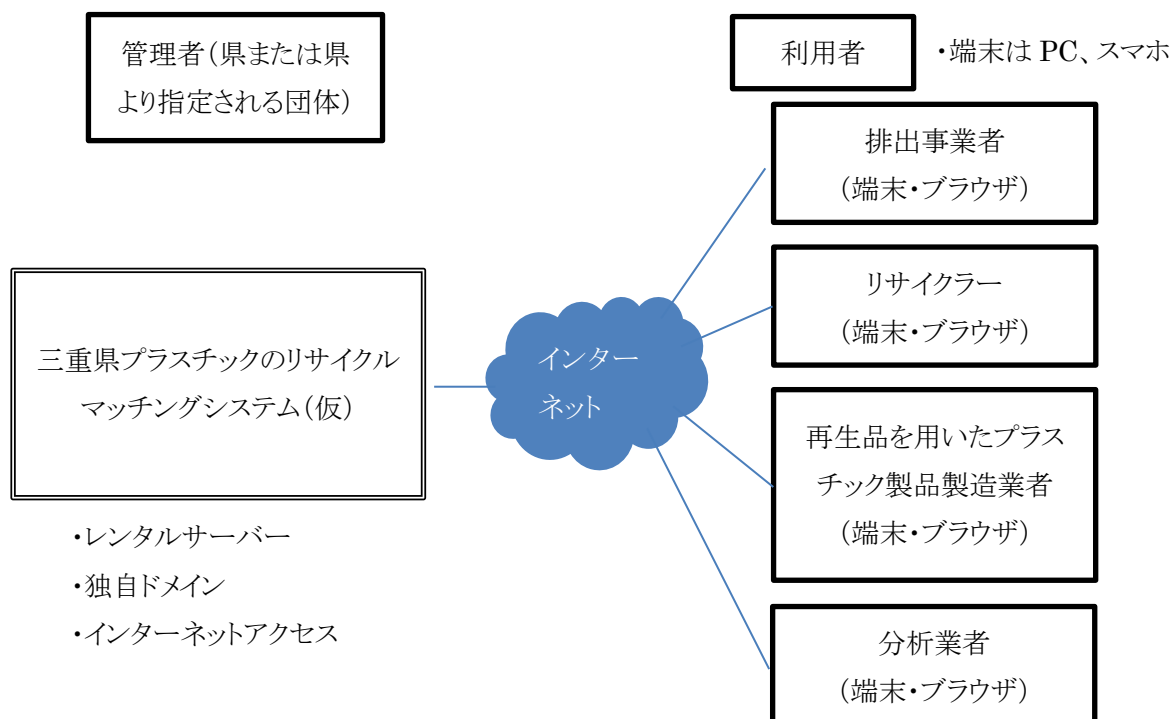 管理者(県または県
より指定される団体)
利用者
・端末は PC、スマホ
排出事業者
(端末・ブラウザ)
リサイクラー
(端末・ブラウザ)
三重県プラスチックのリサイクル
マッチングシステム(仮)
インター
ネット
再生品を用いたプラス
チック製品製造業者
(端末・ブラウザ)
・レンタルサーバー
・独自ドメイン
・インターネットアクセス
分析業者
(端末・ブラウザ)